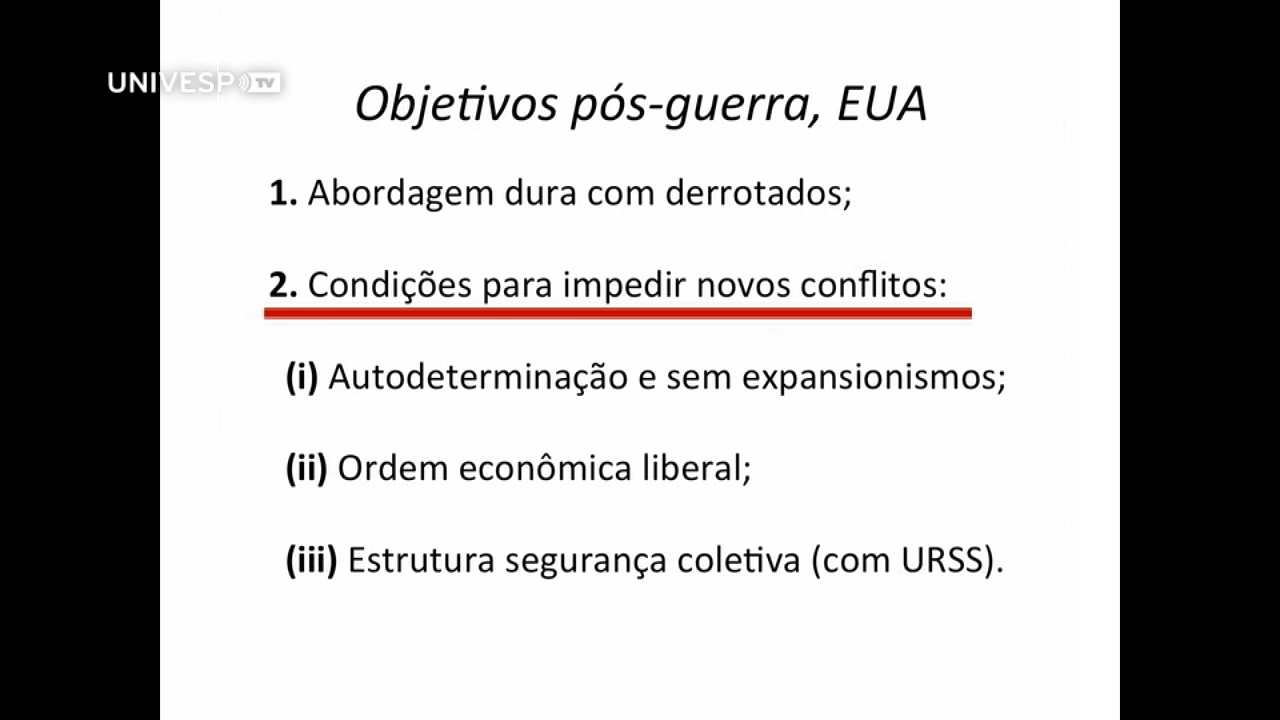 UNIVESP TV
Objetivos pós-guerra, EUA
1. Abordagem dura com derrotados;
2. Condições para impedir novos conflitos:
(i) Autodeterminação e sem expansionismos;
(ii) Ordem econômica liberal;
(iii) Estrutura segurança coletiva (com URSS).